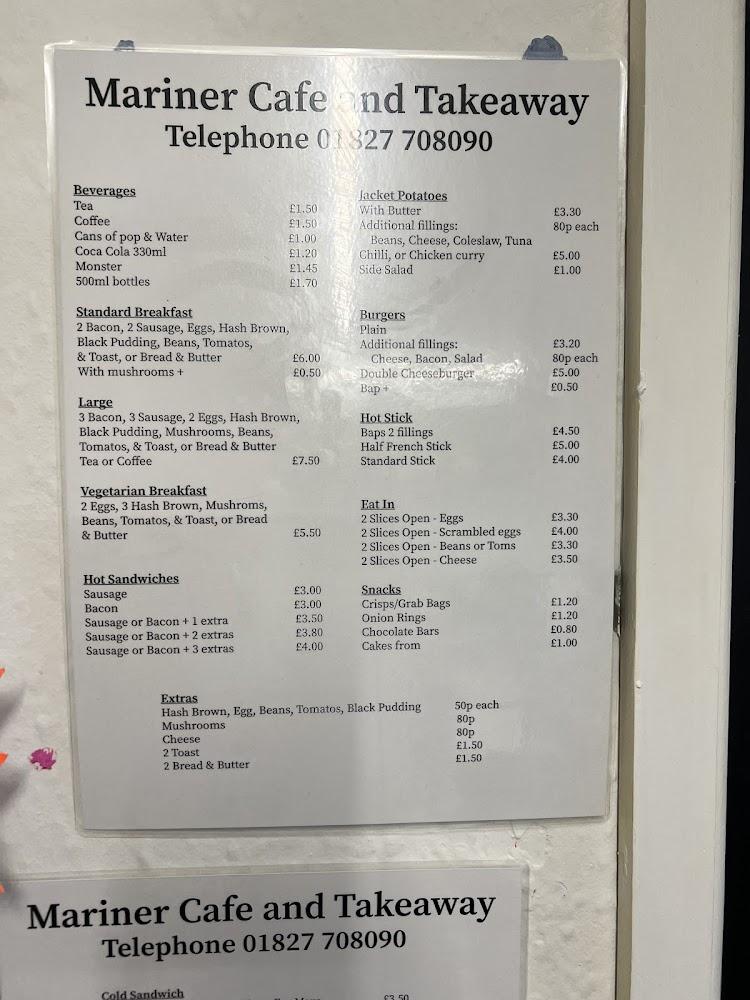 Mariner Cafe and Takeaway
Telephone 01827 708090
Beverages
Tea £1.50
Coffee £1.50
Cans of pop & Water £1.00
Coca Cola 330ml £1.20
Monster £1.45
500ml bottles £1.70
Standard Breakfast
2 Bacon, 2 Sausage, Eggs, Hash Brown,
Black Pudding, Beans, Tomatos,
& Toast, or Bread & Butter £6.00
With mushrooms + £0.50
Large
3 Bacon, 3 Sausage, 2 Eggs, Hash Brown,
Black Pudding, Mushrooms, Beans,
Tomatos, & Toast, or Bread & Butter
Tea or Coffee £7.50
Vegetarian Breakfast
2 Eggs, 3 Hash Brown, Mushroms,
Beans, Tomatos, & Toast, or Bread
& Butter £5.50
Hot Sandwiches
Sausage £3.00
Bacon £3.00
Sausage or Bacon + 1 extra £3.50
Sausage or Bacon + 2 extras £3.80
Sausage or Bacon + 3 extras £4.00
Jacket Potatoes
With Butter £3.30
Additional fillings: 80p each
Beans, Cheese, Coleslaw, Tuna
Chilli, or Chicken curry £5.00
Side Salad £1.00
Burgers
Plain
Additional fillings: £3.20
Cheese, Bacon, Salad 80p each
Double Cheeseburger £5.00
Bap + £0.50
Hot Stick
Baps 2 fillings £4.50
Half French Stick £5.00
Standard Stick £4.00
Eat In
2 Slices Open - Eggs £3.30
2 Slices Open - Scrambled eggs £4.00
2 Slices Open - Beans or Toms £3.30
2 Slices Open - Cheese £3.50
Snacks
Crisps/Grab Bags £1.20
Onion Rings £1.20
Chocolate Bars £0.80
Cakes from £1.00
Extras
Hash Brown, Egg, Beans, Tomatos, Black Pudding 50p each
Mushrooms 80p
Cheese 80p
2 Toast £1.50
2 Bread & Butter £1.50
Mariner Cafe and Takeaway
Telephone 01827 708090
Cold Sandwich
£3.50